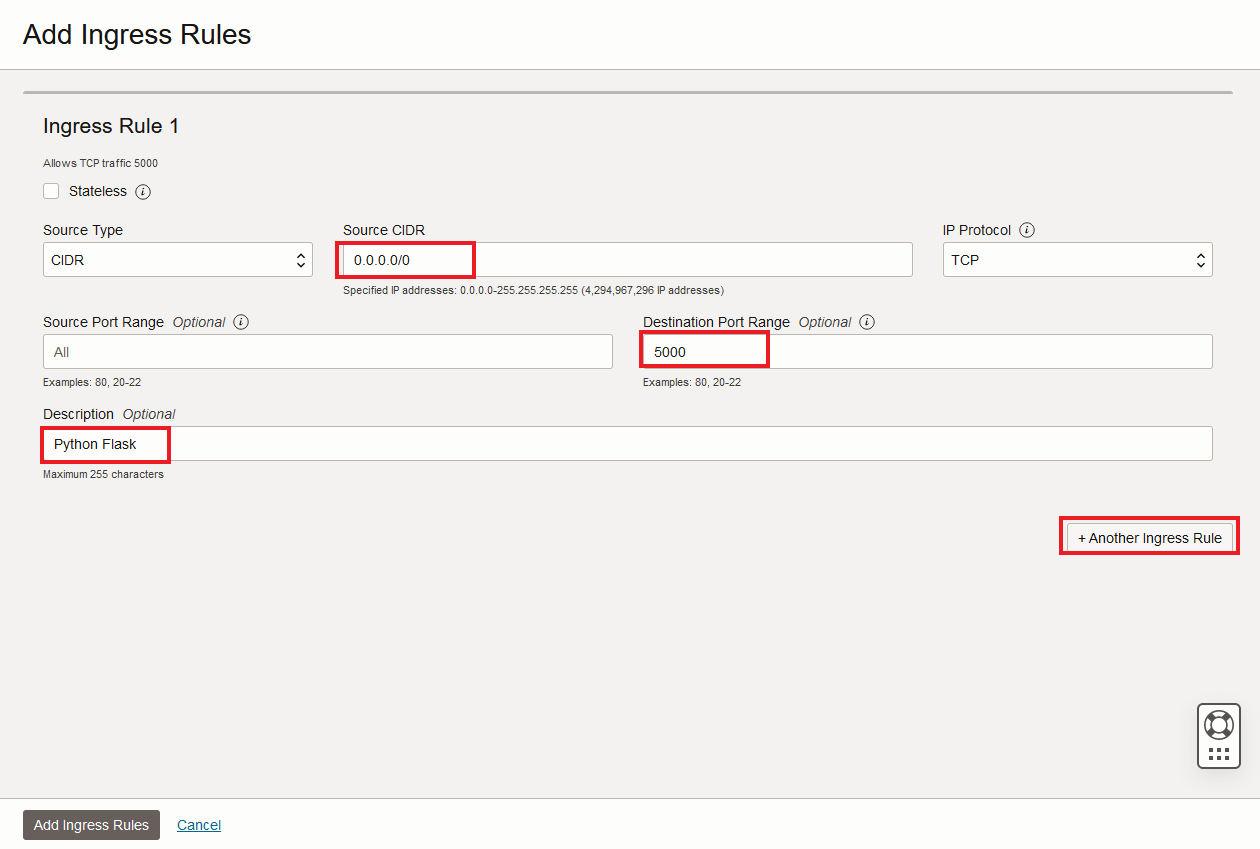 Add Ingress Rules
Ingress Rule 1
Allows TCP traffic 5000
Stateless
Source Type
Source CIDR
IP Protocol
CIDR
0.0.0.0/0
TCP
Specified IP addresses: 0.0.0.0-255.255.255.255 (4,294,967,296 IP addresses)
Source Port Range Optional
Destination Port Range Optional
All
5000
Examples: 80, 20-22
Examples: 80, 20-22
Description Optional
Python Flask
Maximum 255 characters
+ Another Ingress Rule
Add Ingress Rules
Cancel